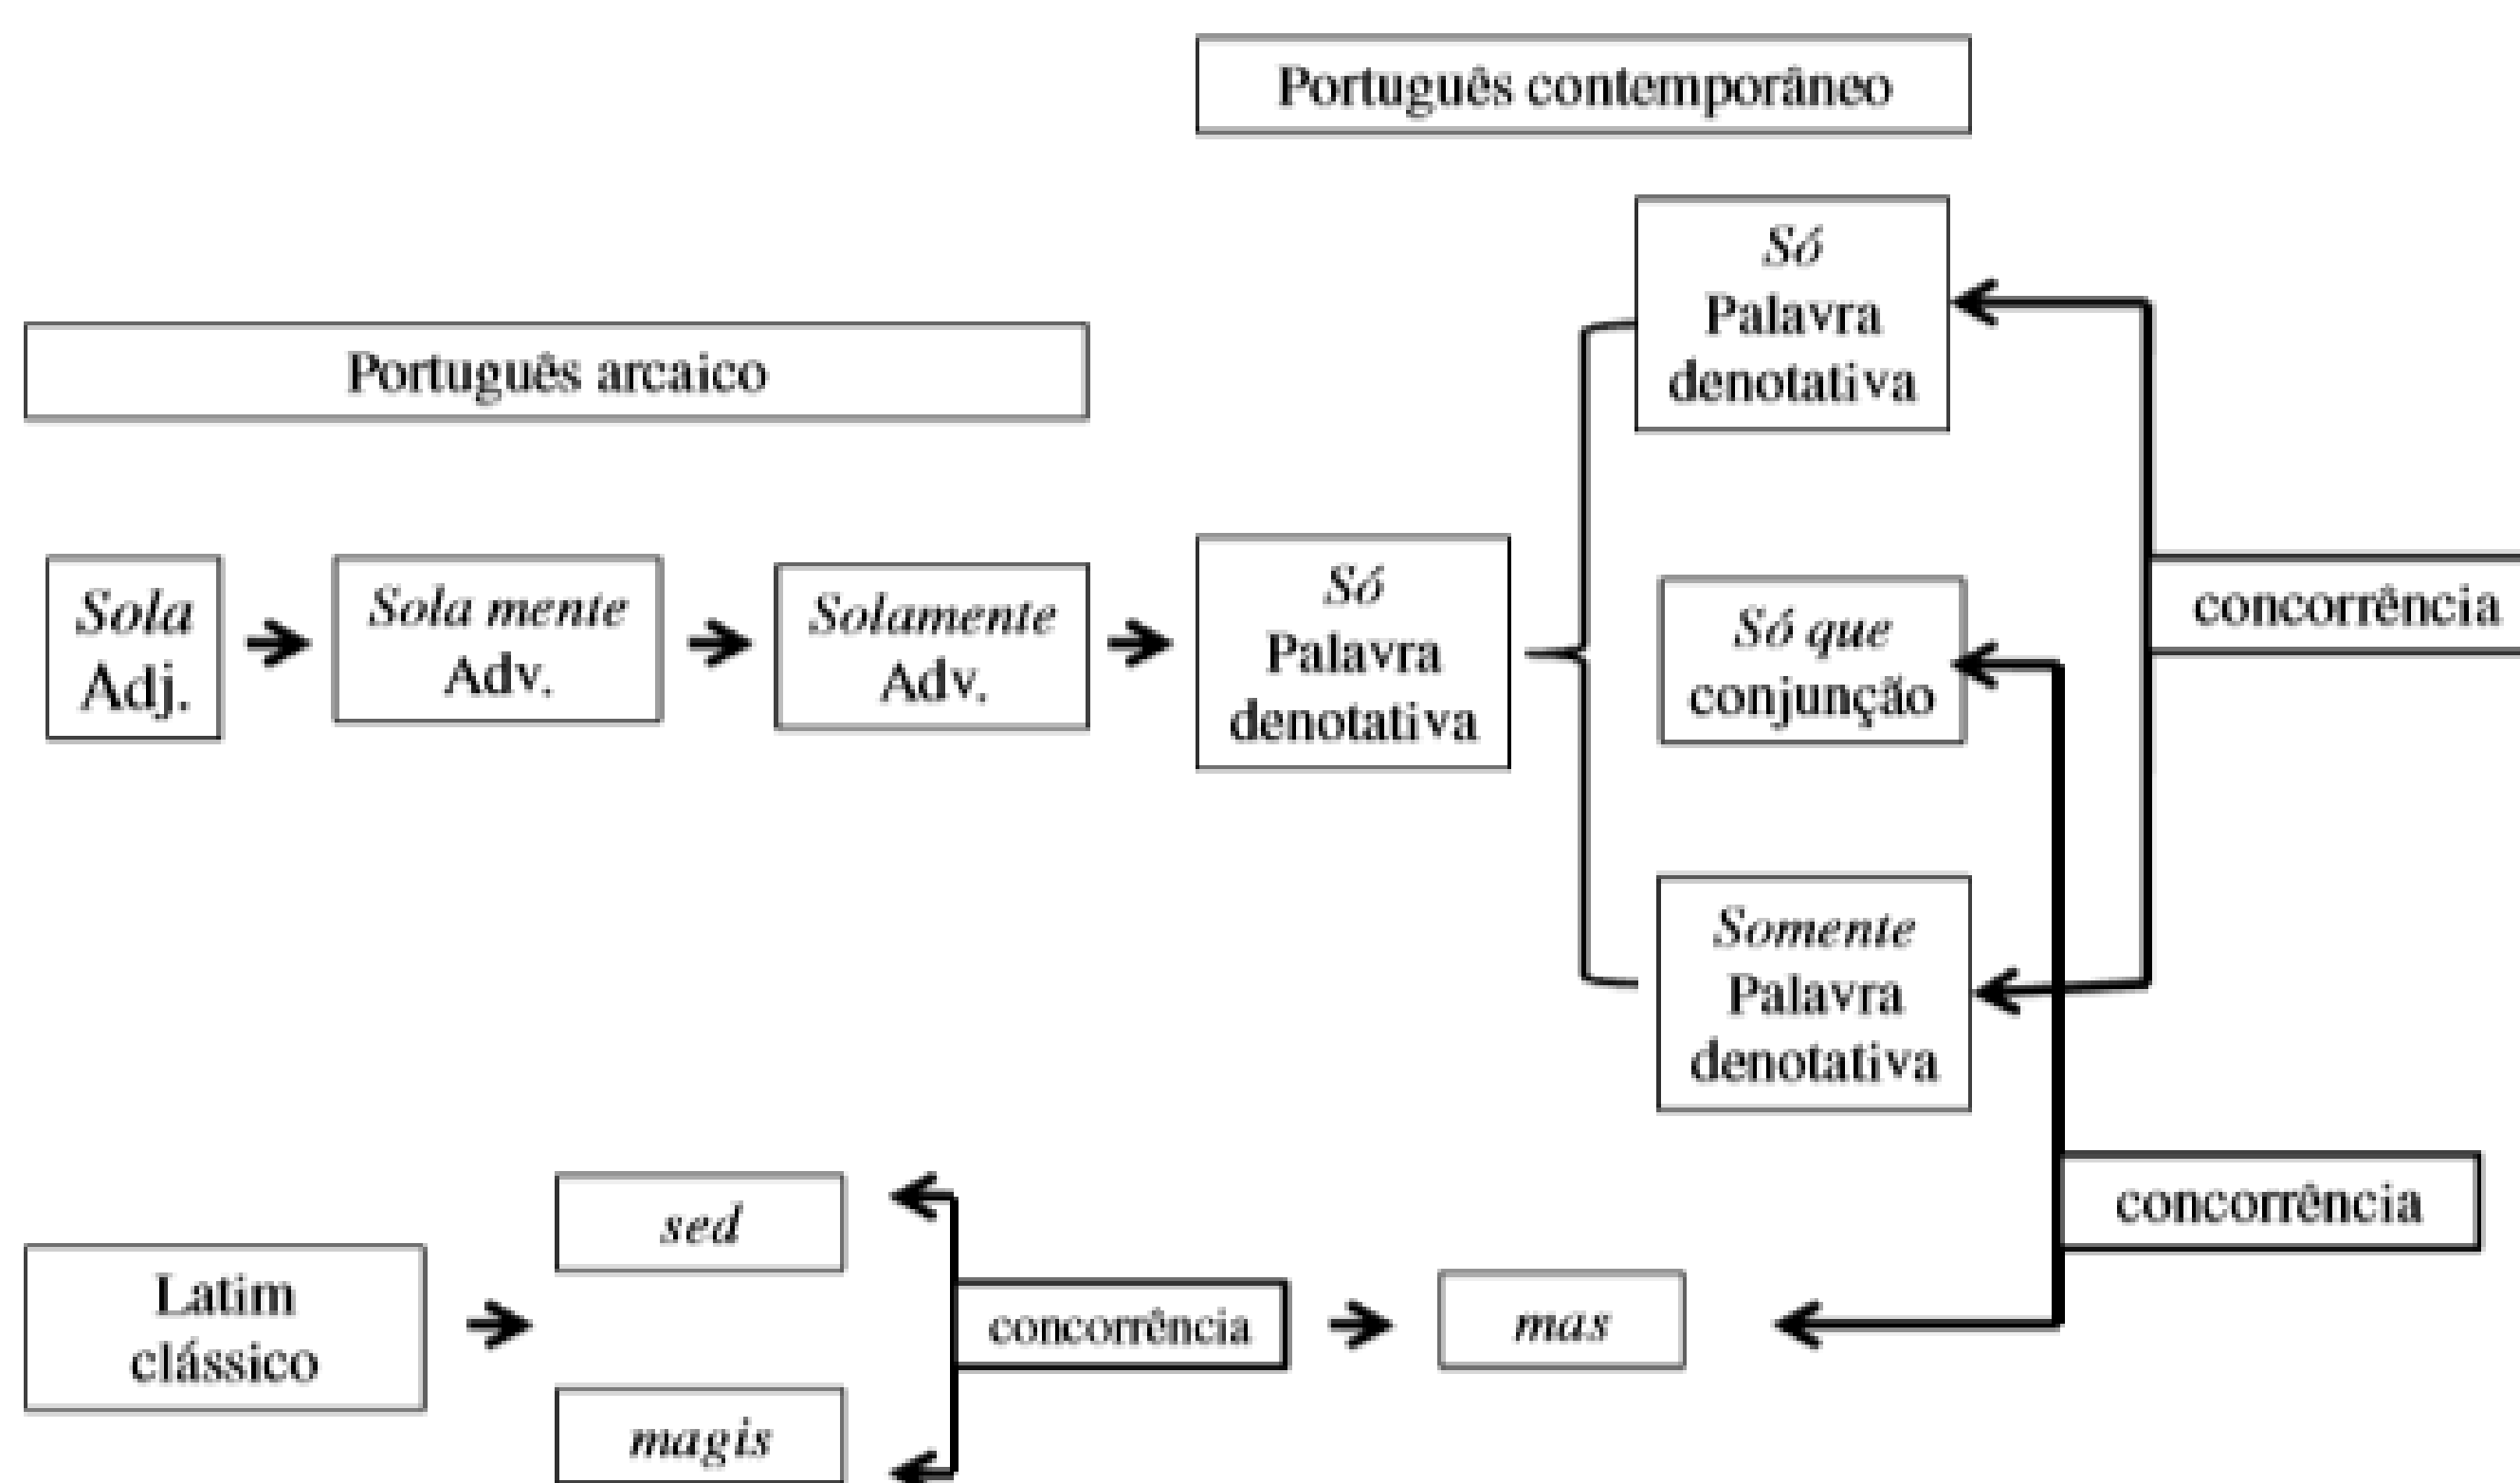 Português contemporâneo
Português arcaico
Sola
Adj.
Sola mente
Adv.
Solamente
Adv.
Só
Palavra
denotativa
Só
Palavra
denotativa
Só que
conjunção
Somente
Palavra
denotativa
concorrência
concorrência
Latim
clássico
sed
magis
concorrência
mas